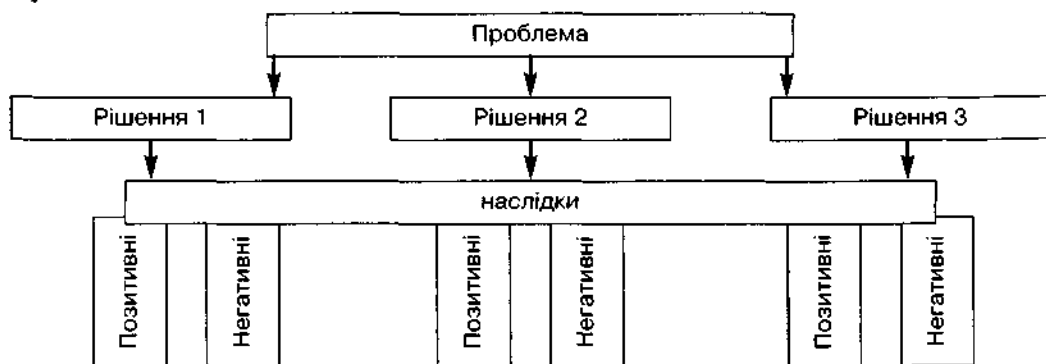 Проблема
Рішення 1
Рішення 2
Рішення 3
наслідки
Позитивні
Негативні
Позитивні
Негативні
Позитивні
Негативні